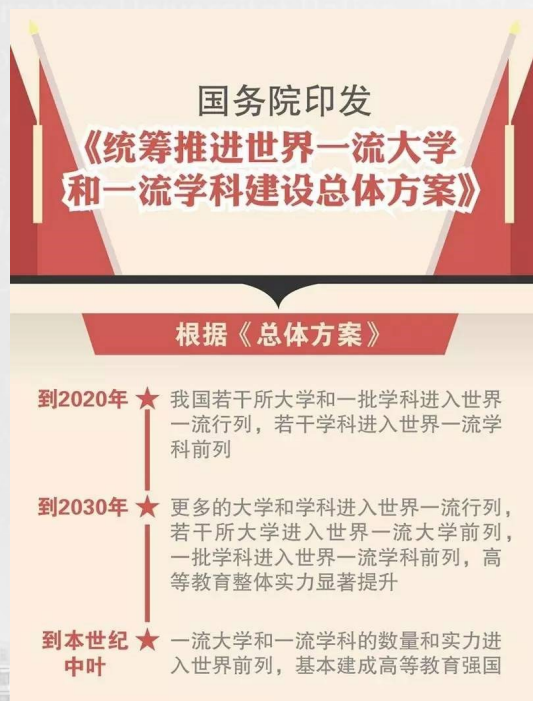 国务院印发
《统筹推进世界一流大学
和一流学科建设总体方案》
根据《总体方案》
到2020年
我国若干所大学和一批学科进入世界
一流行列，若干学科进入世界一流学
科前列
到2030年
更多的大学和学科进入世界一流行列，
若干所大学进入世界一流大学前列，
一批学科进入世界一流学科前列，高
等教育整体实力显著提升
到本世纪
中叶
一流大学和一流学科的数量和实力进
入世界前列，基本建成高等教育强国